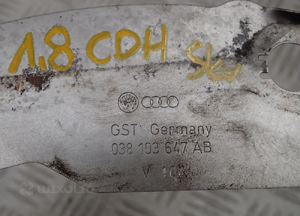 1,8 CDH
GST Germany
038 103 647 AB